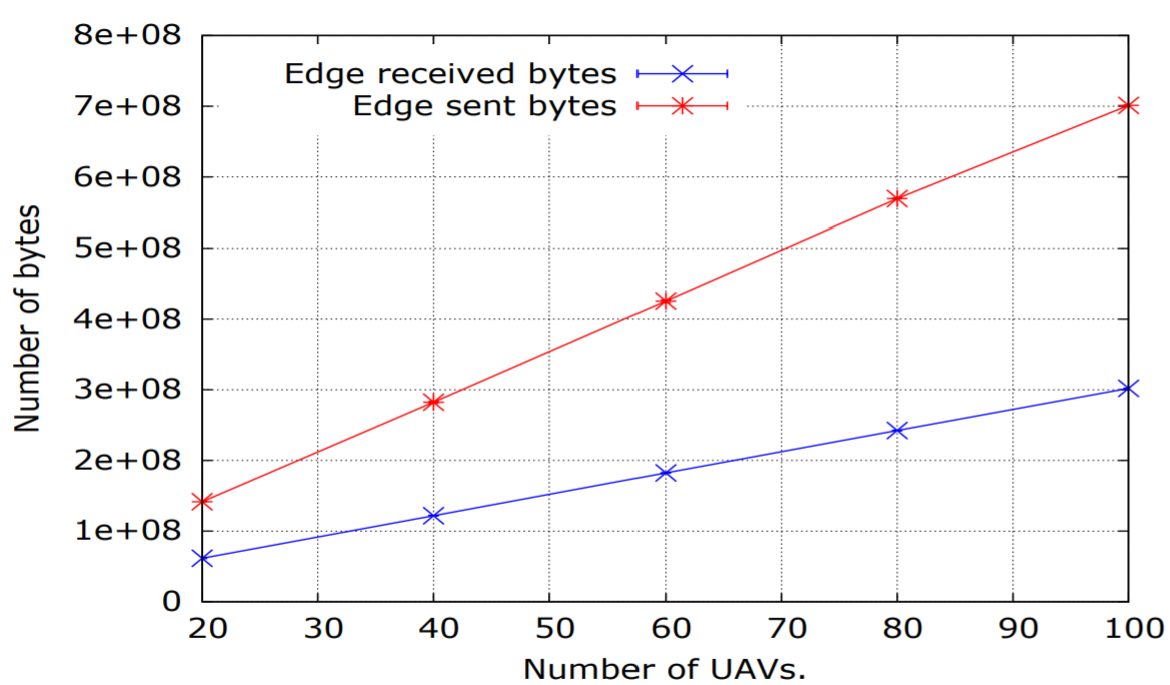 8e+08
7e+08
6e+08
5e+08
4e+08
3e+08
2e+08
1e+08
0
Number of bytes
Edge received bytes
Edge sent bytes
20 30 40 50 60 70 80 90 100
Number of UAVs.